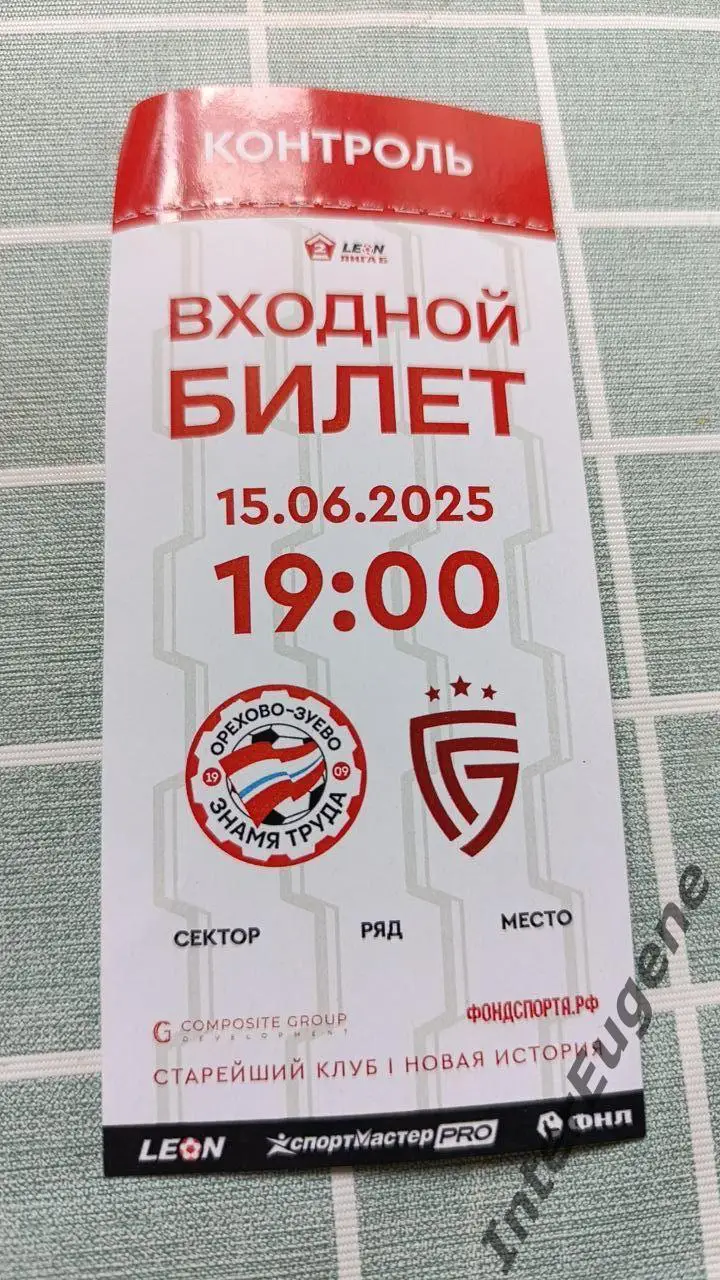 КОНТРОЛЬ
2 LEON
ЛИГА Б
ВХОДНОЙ
БИЛЕТ
15.06.2025
19:00
ОРЕХОВО-ЗУЕВО
19 09
ЗНАМЯ ТРУДА
СЕКТОР РЯД МЕСТО
COMPOSITE GROUP ФОНДСПОРТА.РФ
DEVELOPMENT
СТАРЕЙШИЙ КЛУБ | НОВАЯ ИСТОРИЯ
LEON СПОРТМАСТЕР PRO ФНЛ
InterEugene